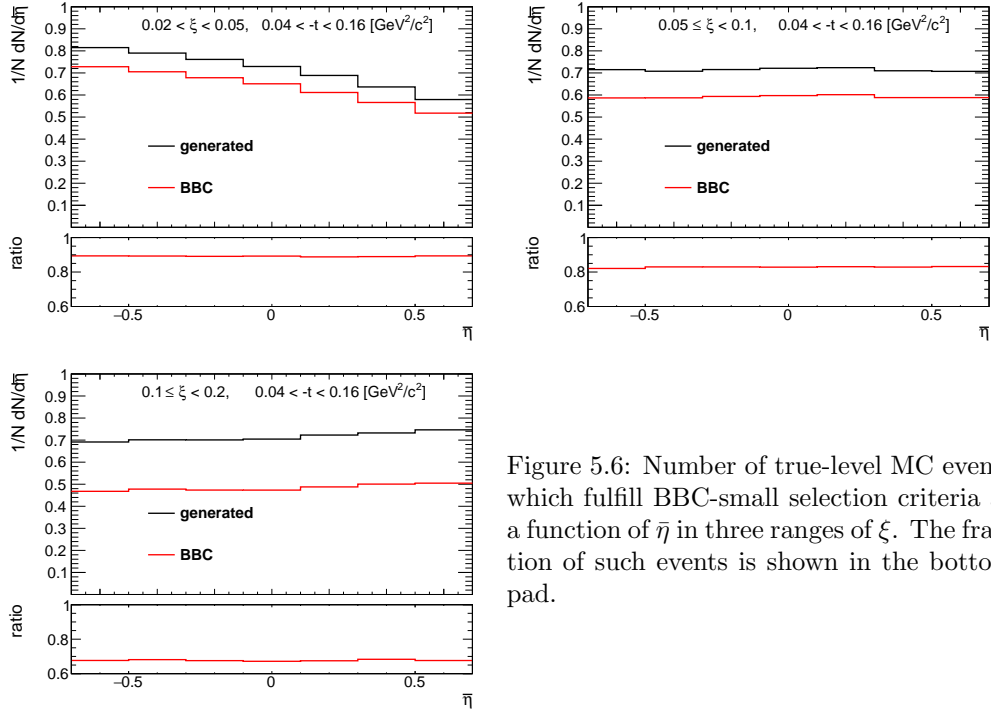 0.02 < ξ < 0.05, 0.04 < -t < 0.16 [GeV²/c²]
1/N dN/dη̄
1
0.9
0.8
0.7
0.6
0.5
0.4
0.3
0.2
0.1
generated
BBC
ratio
1
0.8
0.6
−0.5
0
0.5
η̄
0.05 ≤ ξ < 0.1, 0.04 < -t < 0.16 [GeV²/c²]
1/N dN/dη̄
1
0.9
0.8
0.7
0.6
0.5
0.4
0.3
0.2
0.1
generated
BBC
ratio
1
0.8
0.6
−0.5
0
0.5
η̄
0.1 ≤ ξ < 0.2, 0.04 < -t < 0.16 [GeV²/c²]
1/N dN/dη̄
1
0.9
0.8
0.7
0.6
0.5
0.4
0.3
0.2
0.1
generated
BBC
ratio
1
0.8
0.6
−0.5
0
0.5
η̄
Figure 5.6: Number of true-level MC even
which fulfill BBC-small selection criteria
a function of η̄ in three ranges of ξ. The fra
tion of such events is shown in the botto
pad.